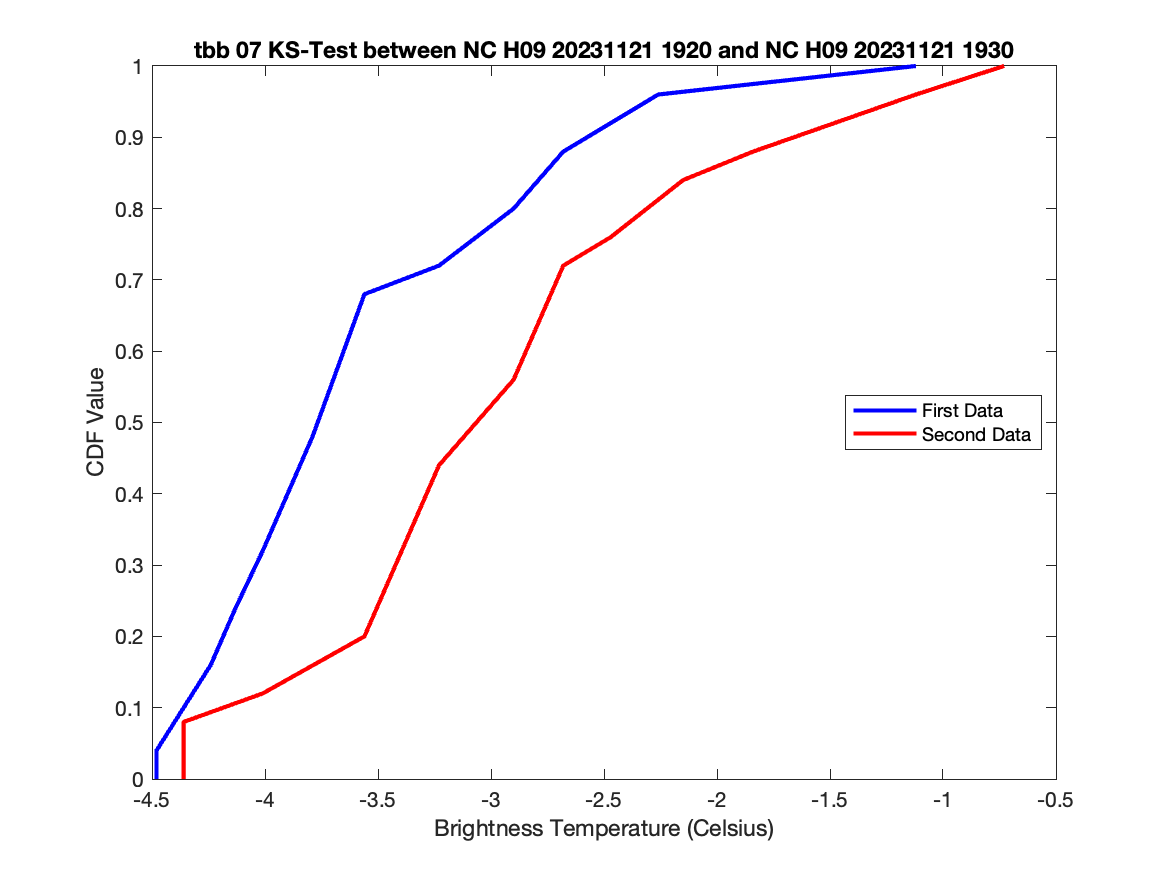 tbb 07 KS-Test between NC H09 20231121 1920 and NC H09 20231121 1930
1
0.9
0.8
0.7
0.6
0.5
0.4
0.3
0.2
0.1
0
CDF Value
First Data
Second Data
-4.5 -4 -3.5 -3 -2.5 -2 -1.5 -1 -0.5
Brightness Temperature (Celsius)